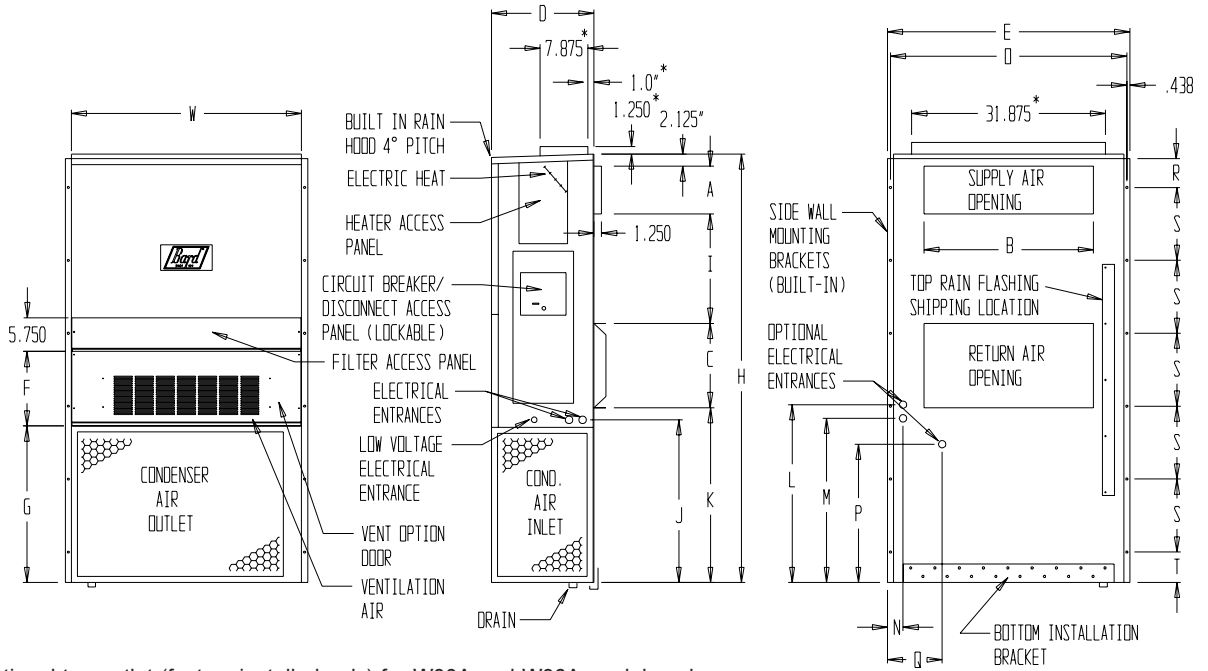 D
7.875*
1.0"*
1.250*
2.125"
E
O
.438
31.875*
W
BUILT IN RAIN
HOOD 4° PITCH
ELECTRIC HEAT
HEATER ACCESS
PANEL
A
1.250
I
C
H
SIDE WALL
MOUNTING
BRACKETS
(BUILT-IN)
SUPPLY AIR
OPENING
B
R
S
S
S
S
S
T
TOP RAIN FLASHING
SHIPPING LOCATION
Bard
CIRCUIT BREAKER/
DISCONNECT ACCESS
PANEL (LOCKABLE)
5.750
FILTER ACCESS PANEL
F
OPTIONAL
ELECTRICAL
ENTRANCES
RETURN AIR
OPENING
ELECTRICAL
ENTRANCES
LOW VOLTAGE
ELECTRICAL
ENTRANCE
G
CONDENSER
AIR
OUTLET
COND.
AIR
INLET
J
K
L
M
P
VENT OPTION
DOOR
VENTILATION
AIR
DRAIN
N
Q
BOTTOM INSTALLATION
BRACKET